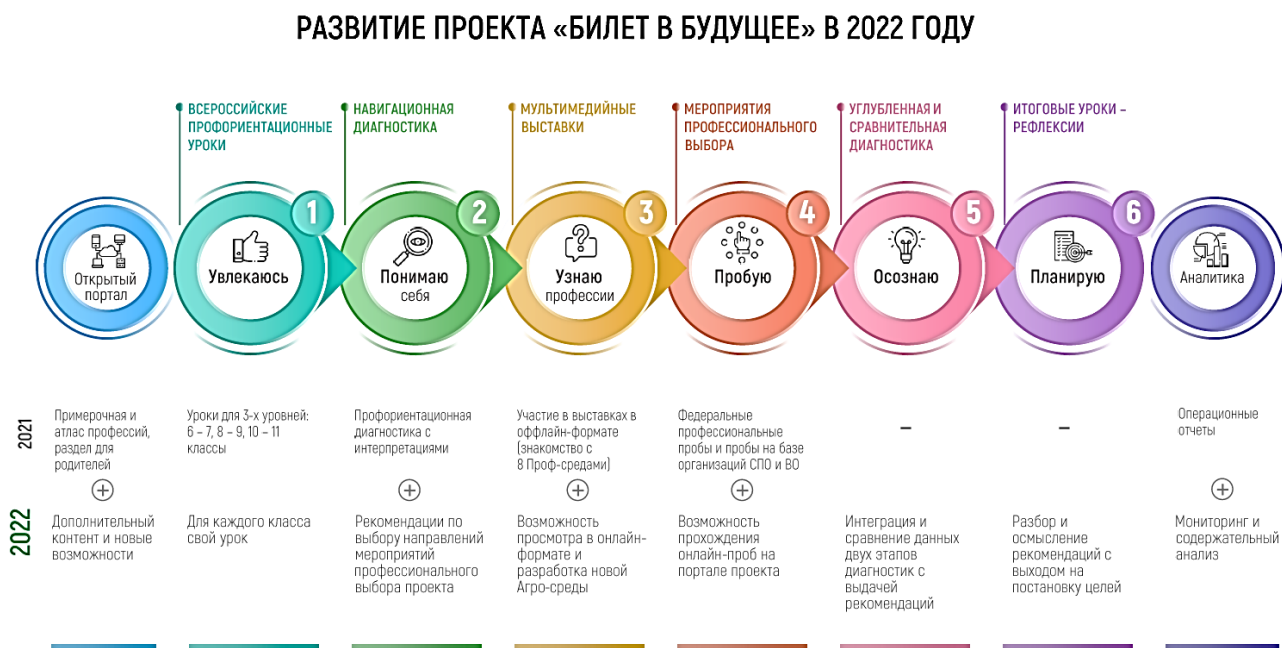 РАЗВИТИЕ ПРОЕКТА «БИЛЕТ В БУДУЩЕЕ» В 2022 ГОДУ
ВСЕРОССИЙСКИЕ
ПРОФОРИЕНТАЦИОННЫЕ
УРОКИ
НАВИГАЦИОННАЯ
ДИАГНОСТИКА
МУЛЬТИМЕДИЙНЫЕ
ВЫСТАВКИ
МЕРОПРИЯТИЯ
ПРОФЕССИОНАЛЬНОГО
ВЫБОРА
УГЛУБЛЕННАЯ И
СРАВНИТЕЛЬНАЯ
ДИАГНОСТИКА
ИТОГОВЫЕ УРОКИ –
РЕФЛЕКСИИ
Открытый
портал
1
Увлекаюсь
2
Понимаю
себя
3
Узнаю
профессии
4
Пробую
5
Осознаю
6
Планирую
Аналитика
2021
Примерочная и
атлас профессий,
раздел для
родителей
Уроки для 3-х уровней:
6 – 7, 8 – 9, 10 – 11
классы
Профориентационная
диагностика с
интерпретациями
Участие в выставках в
оффлайн-формате
(знакомство с
8 Проф-средами)
Федеральные
профессиональные
пробы и пробы на базе
организаций СПО и ВО
–
–
Операционные
отчеты
2022
Дополнительный
контент и новые
возможности
Для каждого класса
свой урок
Рекомендации по
выбору направлений
мероприятий
профессионального
выбора проекта
Возможность
просмотра в онлайн-
формате и
разработка новой
Агро-среды
Возможность
прохождения
онлайн-проб на
портале проекта
Интеграция и
сравнение данных
двух этапов
диагностик с
выдачей
рекомендаций
Разбор и
осмысление
рекомендаций с
выходом на
постановку целей
Мониторинг и
содержательный
анализ